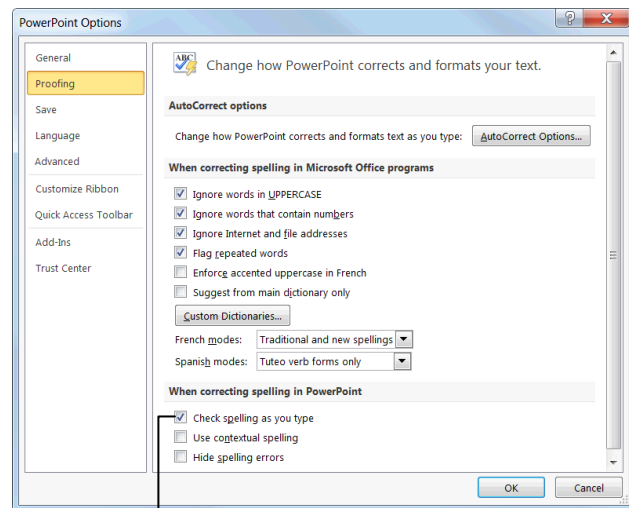 PowerPoint Options
General
Proofing
Save
Language
Advanced
Customize Ribbon
Quick Access Toolbar
Add-Ins
Trust Center
ABC
Change how PowerPoint corrects and formats your text.
AutoCorrect options
Change how PowerPoint corrects and formats text as you type: AutoCorrect Options...
When correcting spelling in Microsoft Office programs
Ignore words in UPPERCASE
Ignore words that contain numbers
Ignore Internet and file addresses
Flag repeated words
Enforce accented uppercase in French
Suggest from main dictionary only
Custom Dictionaries...
French modes: Traditional and new spellings
Spanish modes: Tuteo verb forms only
When correcting spelling in PowerPoint
Check spelling as you type
Use contextual spelling
Hide spelling errors
OK Cancel